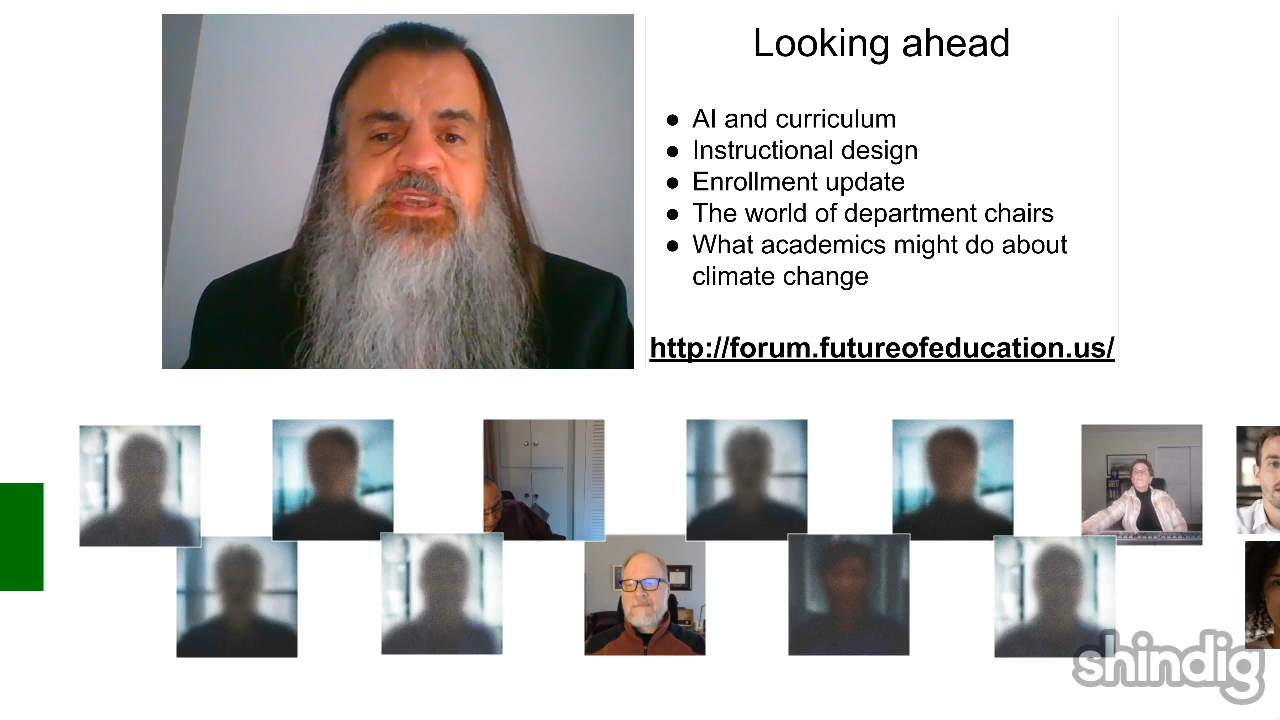 Looking ahead
● AI and curriculum
● Instructional design
● Enrollment update
● The world of department chairs
● What academics might do about
climate change
http://forum.futureofeducation.us/
shindig